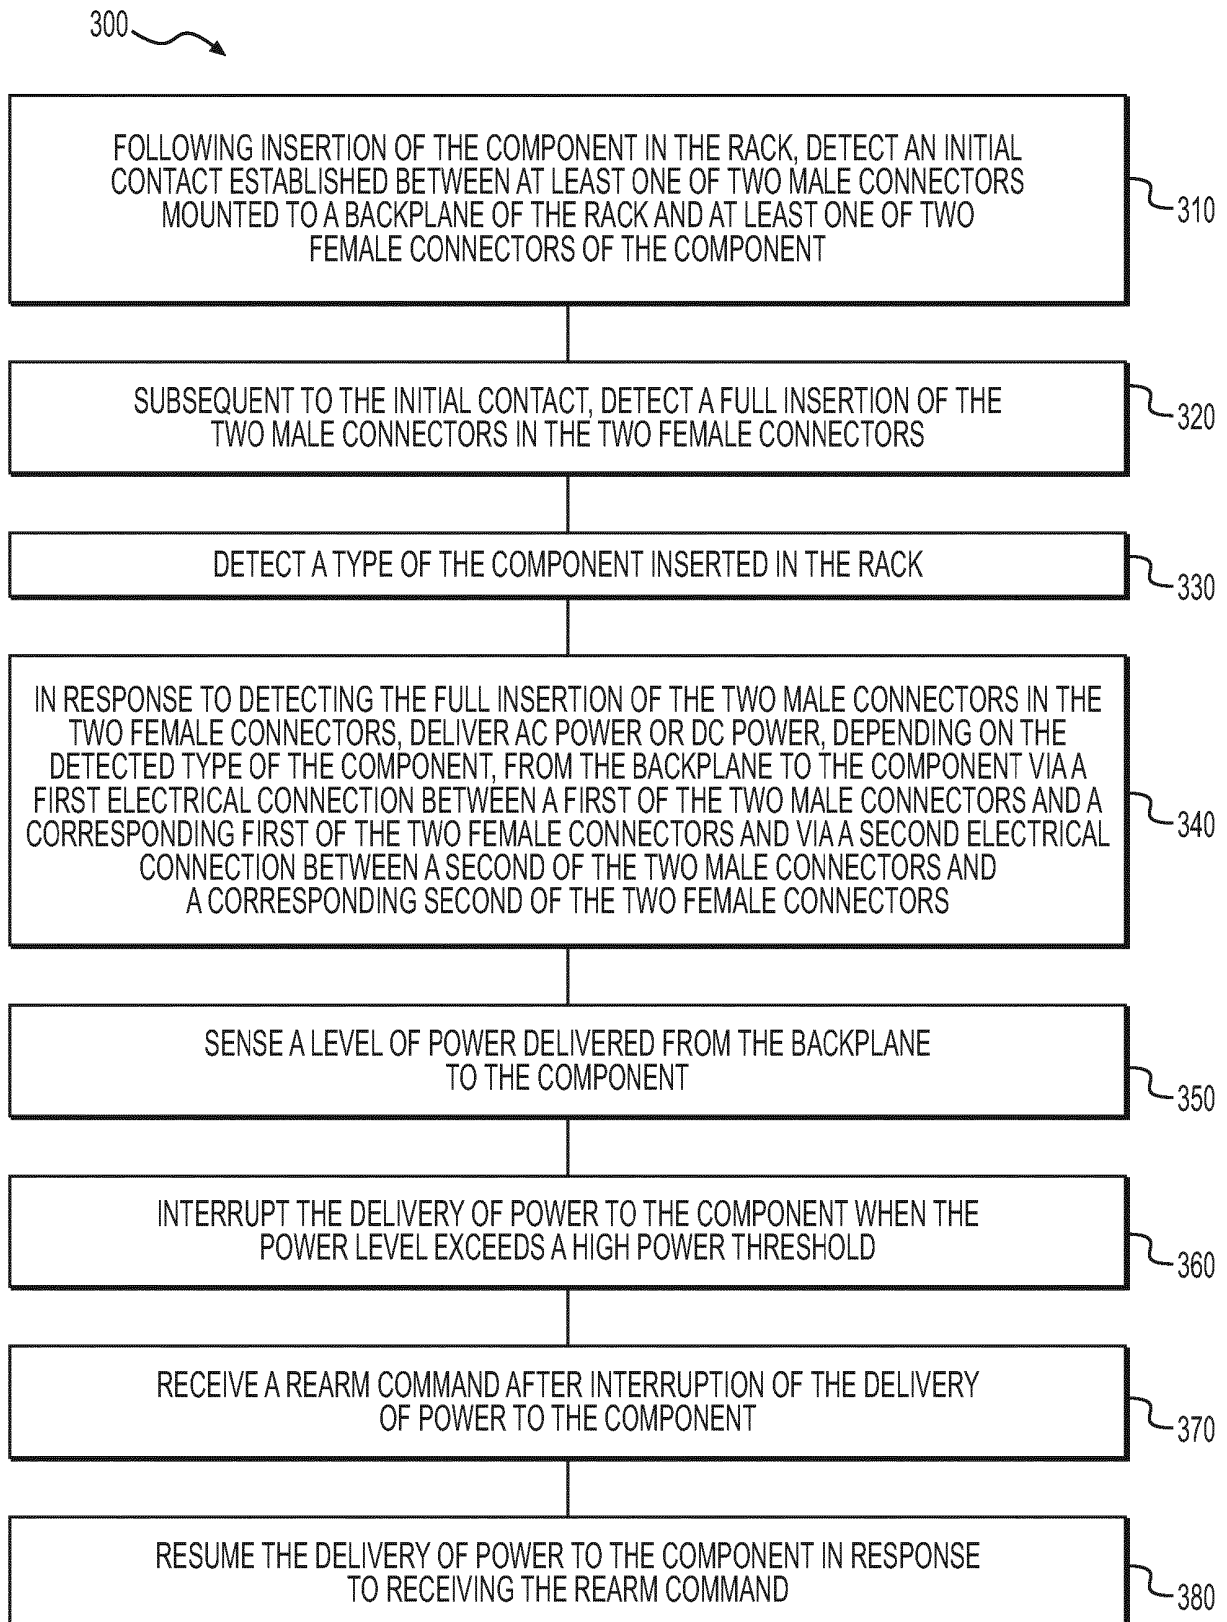 300
FOLLOWING INSERTION OF THE COMPONENT IN THE RACK, DETECT AN INITIAL
CONTACT ESTABLISHED BETWEEN AT LEAST ONE OF TWO MALE CONNECTORS
MOUNTED TO A BACKPLANE OF THE RACK AND AT LEAST ONE OF TWO
FEMALE CONNECTORS OF THE COMPONENT
310
SUBSEQUENT TO THE INITIAL CONTACT, DETECT A FULL INSERTION OF THE
TWO MALE CONNECTORS IN THE TWO FEMALE CONNECTORS
320
DETECT A TYPE OF THE COMPONENT INSERTED IN THE RACK
330
IN RESPONSE TO DETECTING THE FULL INSERTION OF THE TWO MALE CONNECTORS IN THE
TWO FEMALE CONNECTORS, DELIVER AC POWER OR DC POWER, DEPENDING ON THE
DETECTED TYPE OF THE COMPONENT, FROM THE BACKPLANE TO THE COMPONENT VIA A
FIRST ELECTRICAL CONNECTION BETWEEN A FIRST OF THE TWO MALE CONNECTORS AND A
CORRESPONDING FIRST OF THE TWO FEMALE CONNECTORS AND VIA A SECOND ELECTRICAL
CONNECTION BETWEEN A SECOND OF THE TWO MALE CONNECTORS AND
A CORRESPONDING SECOND OF THE TWO FEMALE CONNECTORS
340
SENSE A LEVEL OF POWER DELIVERED FROM THE BACKPLANE
TO THE COMPONENT
350
INTERRUPT THE DELIVERY OF POWER TO THE COMPONENT WHEN THE
POWER LEVEL EXCEEDS A HIGH POWER THRESHOLD
360
RECEIVE A REARM COMMAND AFTER INTERRUPTION OF THE DELIVERY
OF POWER TO THE COMPONENT
370
RESUME THE DELIVERY OF POWER TO THE COMPONENT IN RESPONSE
TO RECEIVING THE REARM COMMAND
380